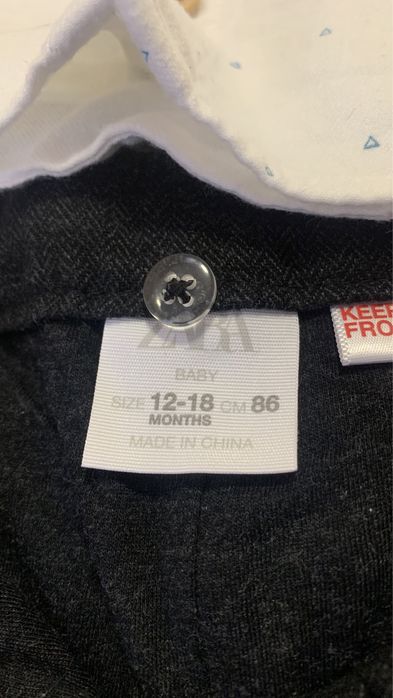 ZARA
BABY
SIZE 12-18 CM 86
MONTHS
MADE IN CHINA
KEEP
FRO